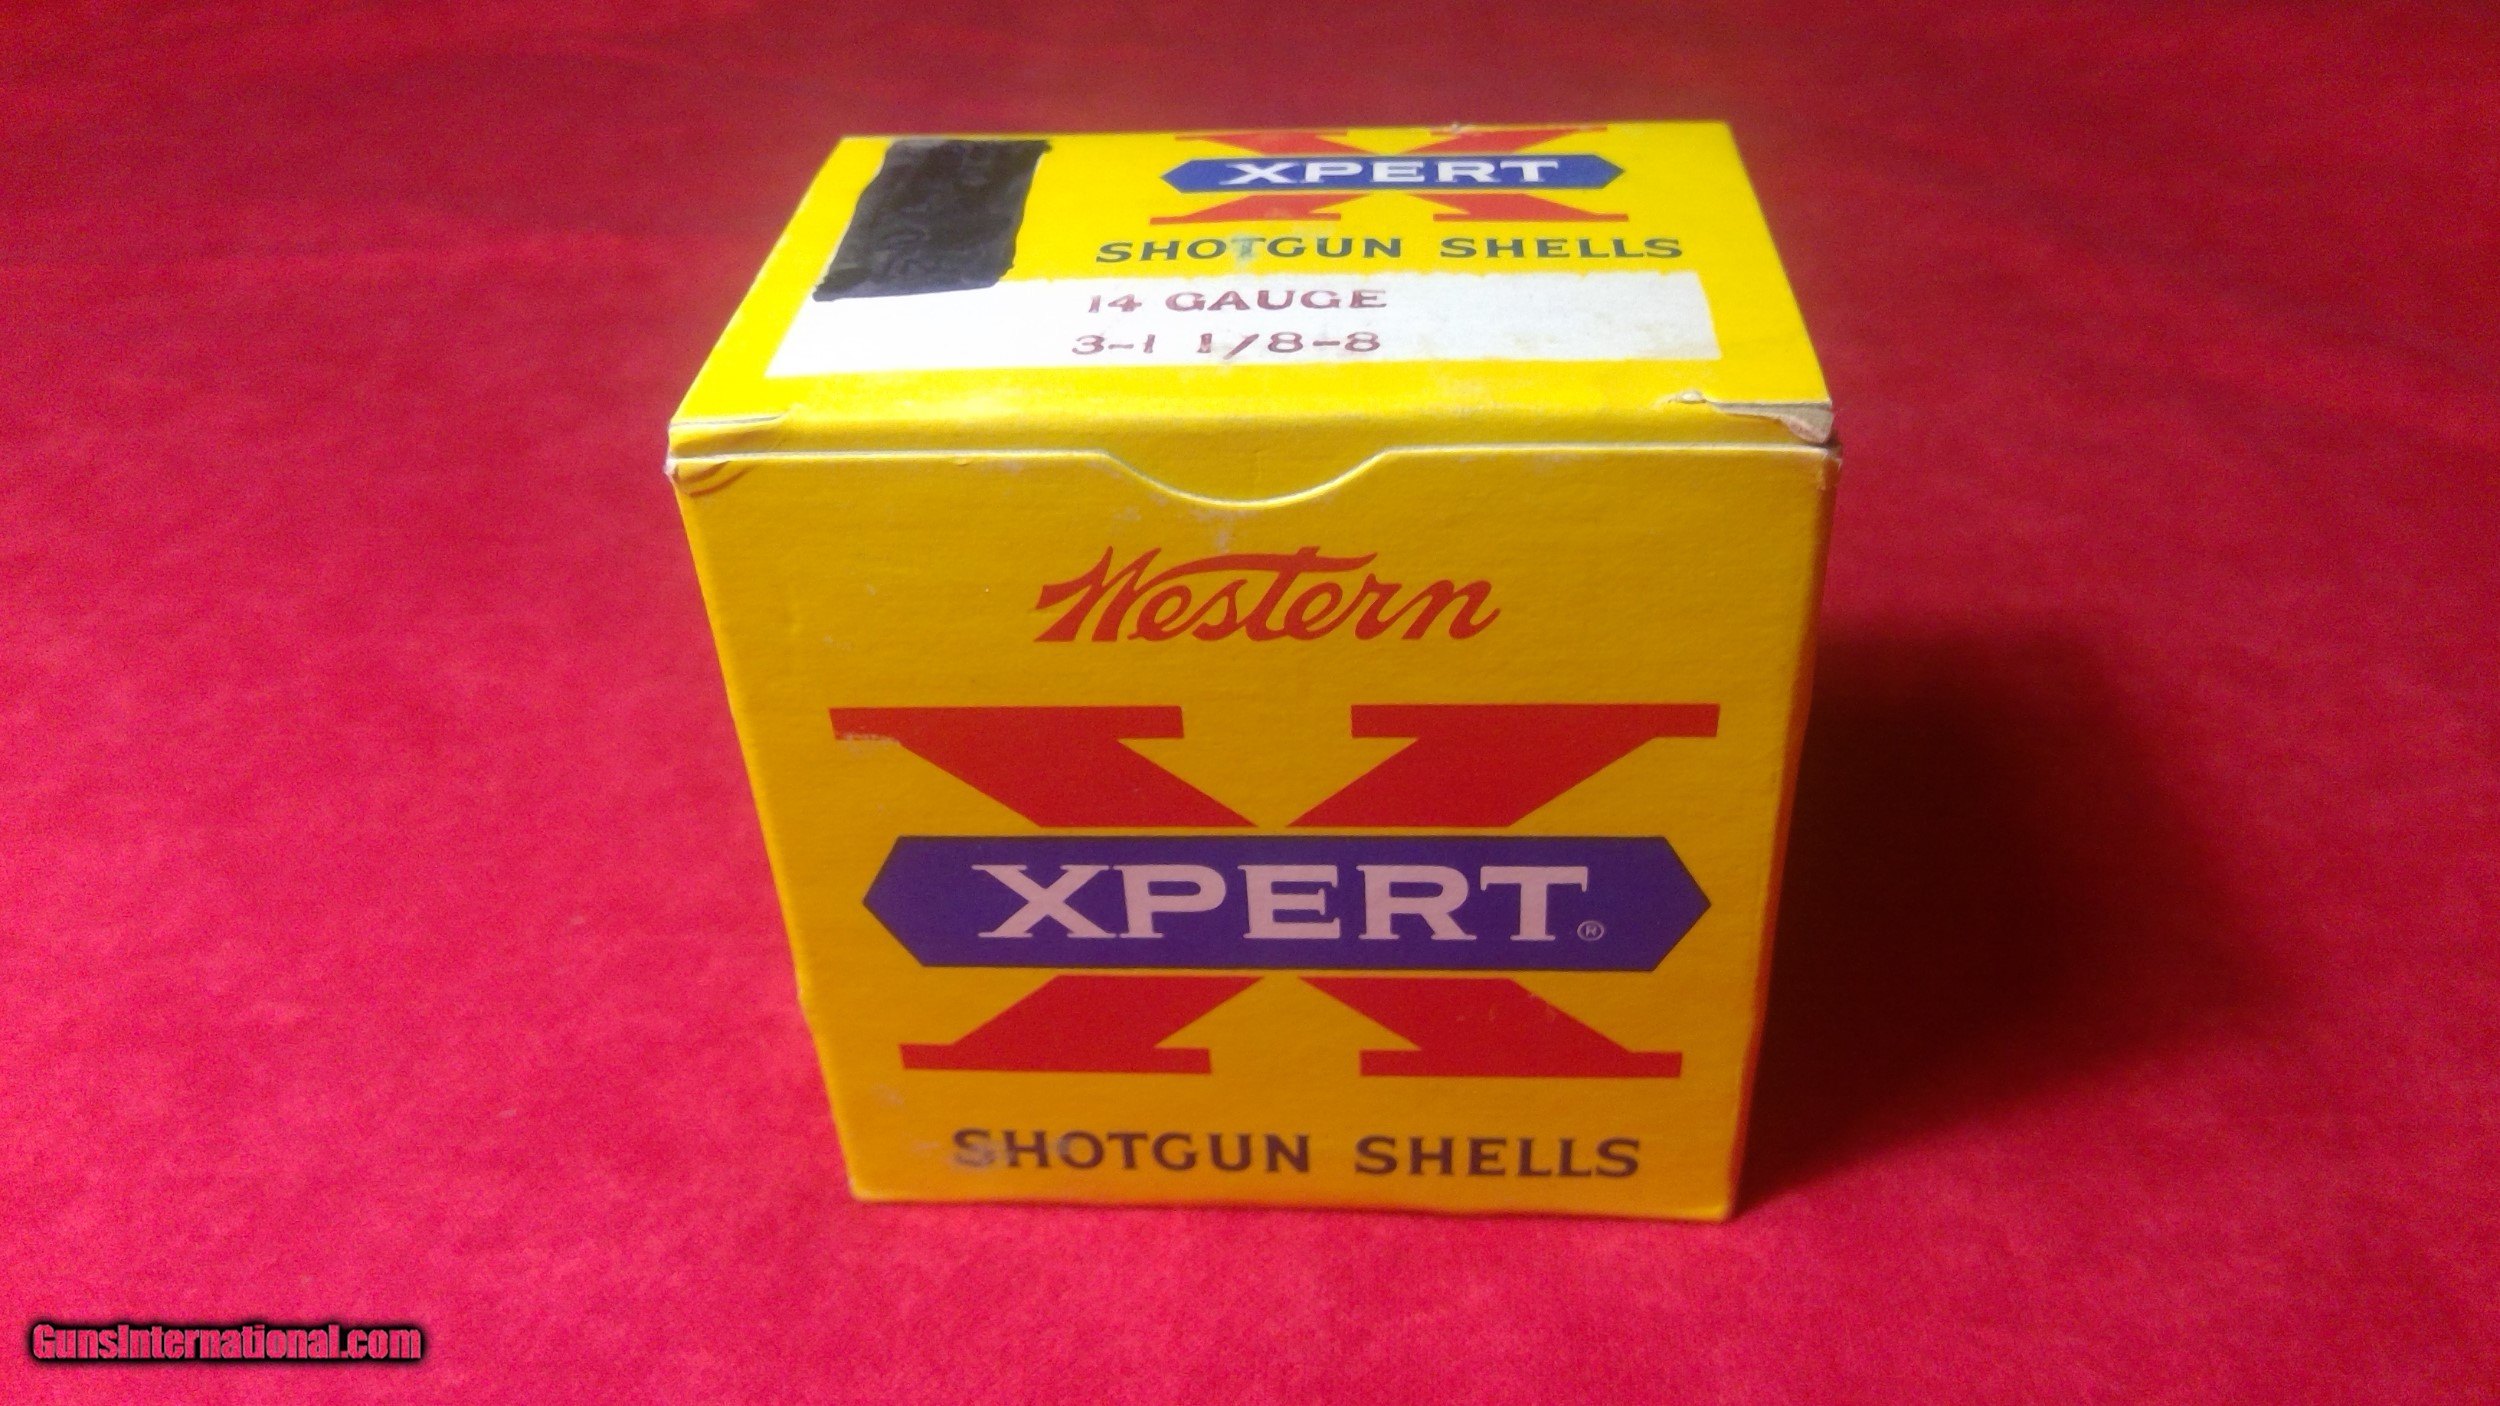 XPERT
SHOTGUN SHELLS
14 GAUGE
3-1 1/8-8
Western
XPERT®
SHOTGUN SHELLS
GunsInternational.com